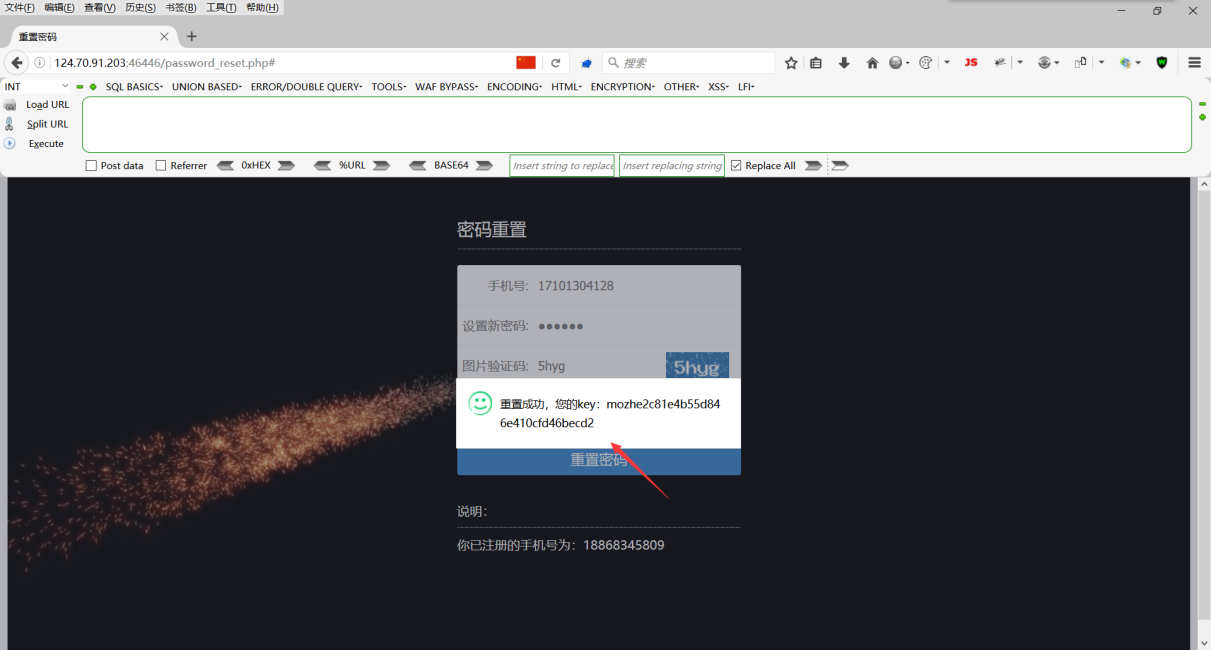 文件(F) 编辑(E) 查看(V) 历史(S) 书签(B) 工具(T) 帮助(H)
重置密码
124.70.91.203:46446/password_reset.php#
搜索
JS
INT
SQL BASICS UNION BASED ERROR/DOUBLE QUERY TOOLS WAF BYPASS ENCODING HTML ENCRYPTION OTHER XSS LFI
Load URL
Split URL
Execute
Post data Referrer 0xHEX %URL BASE64 Insert string to replace Insert replacing string Replace All
密码重置
手机号: 17101304128
设置新密码: ●●●●●●
图片验证码: 5hyg 5hyg
重置成功，您的key：mozhe2c81e4b55d84
6e410cfd46becd2
重置密码
说明：
你已注册的手机号为：18868345809